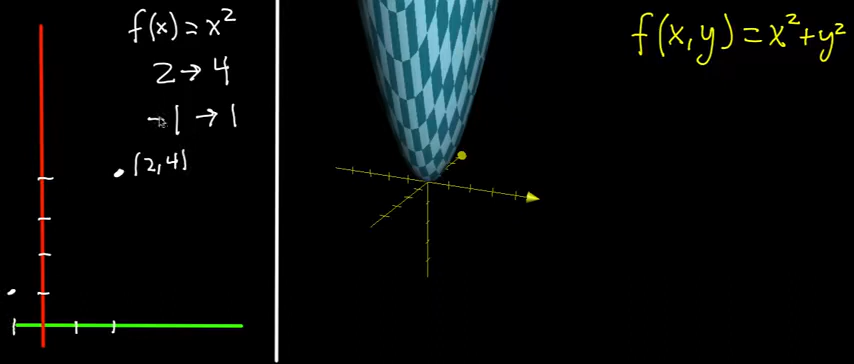 f(x) = x²
2 → 4
-1 → 1
(2,4)
f(x,y) = x²+y²